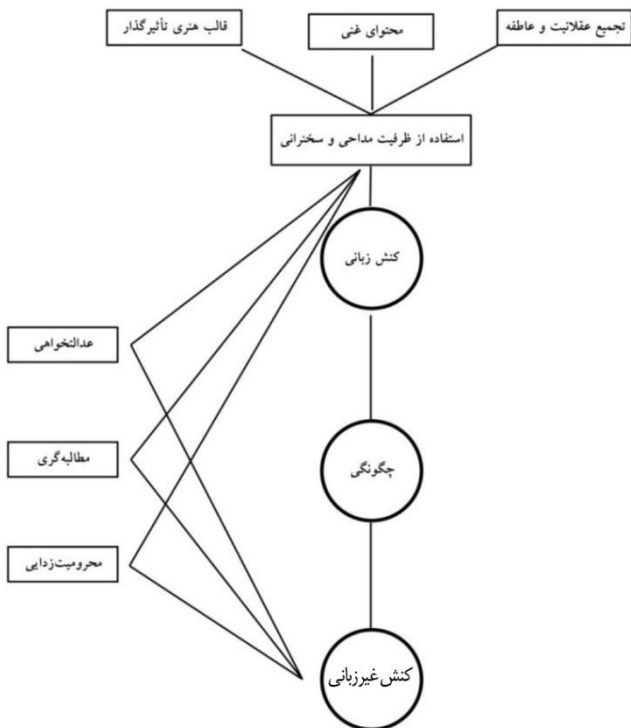 تجمیع عقلانیت و عاطفه
محتوای غنی
قالب هنری تأثیرگذار
استفاده از ظرفیت مداحی و سخنرانی
کنش زبانی
عدالتخواهی
مطالبه‌گری
چگونگی
محرومیت‌زدایی
کنش غیرزبانی